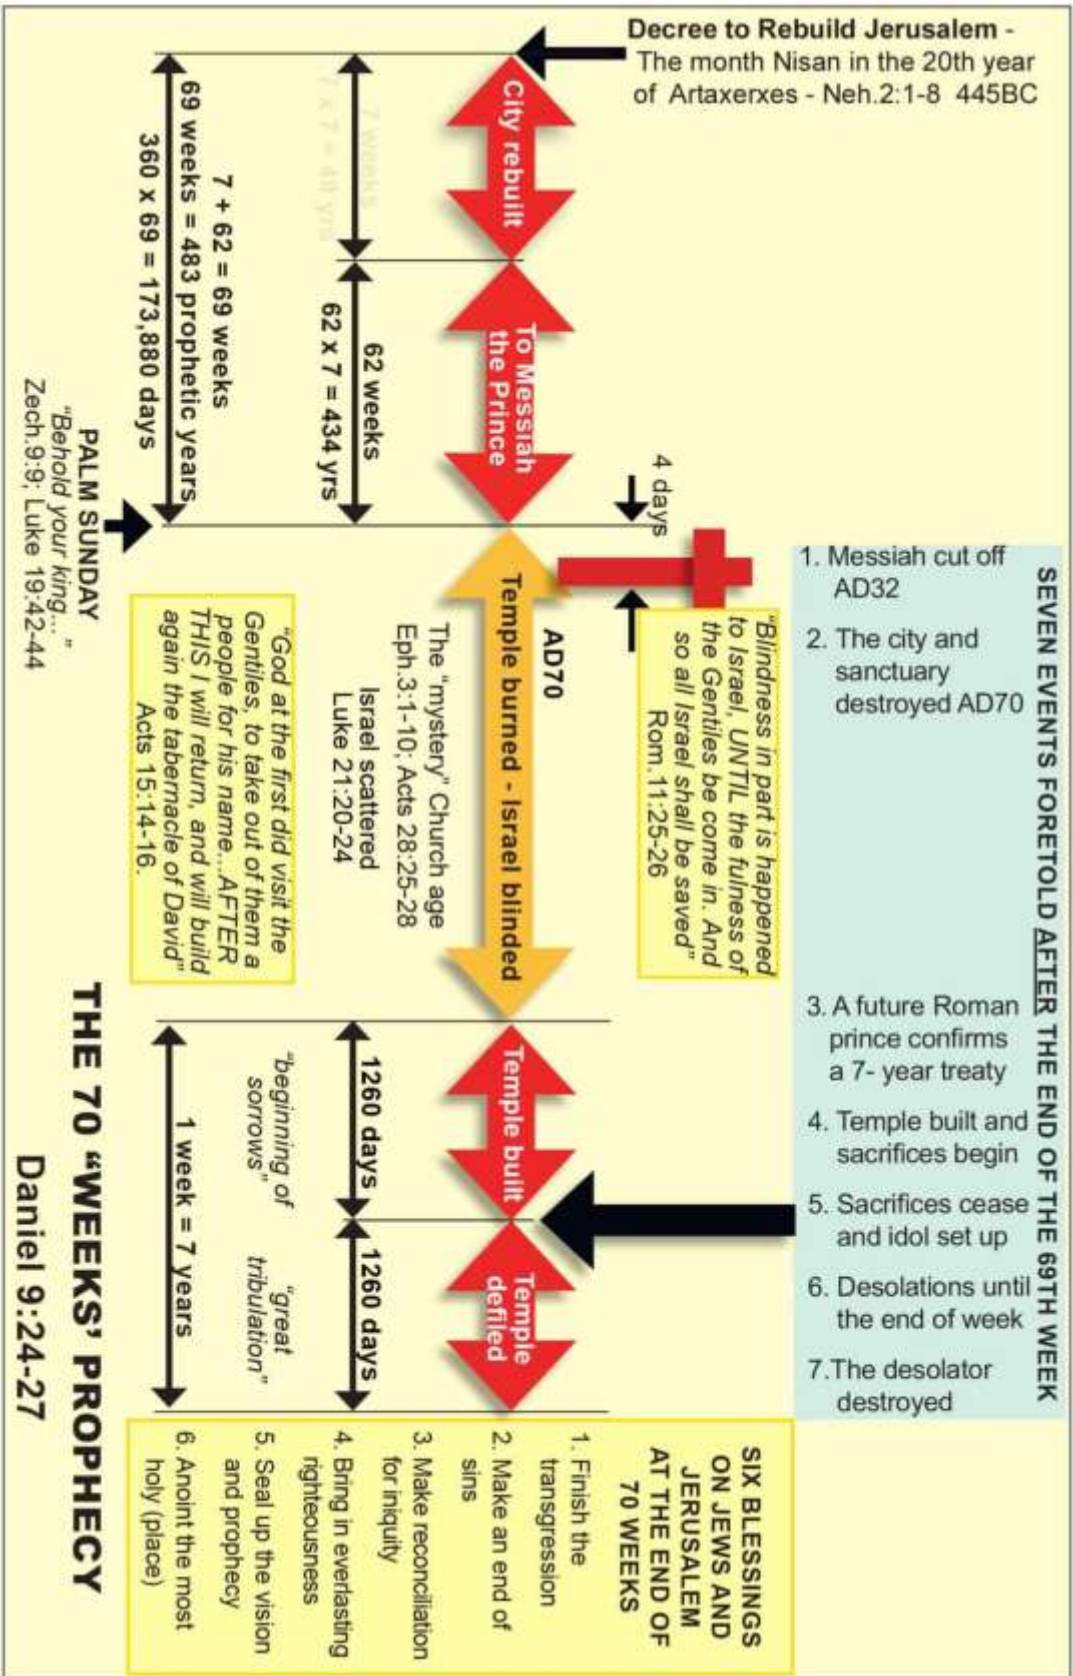 Decree to Rebuild Jerusalem -
The month Nisan in the 20th year
of Artaxerxes - Neh.2:1-8 445BC
SEVEN EVENTS FORETOLD AFTER THE END OF THE 69TH WEEK
1. Messiah cut off
AD32
2. The city and
sanctuary
destroyed AD70
3. A future Roman
prince confirms
a 7- year treaty
4. Temple built and
sacrifices begin
5. Sacrifices cease
and idol set up
6. Desolations until
the end of week
7.The desolator
destroyed
4 days
"Blindness in part is happened
to Israel, UNTIL the fulness of
the Gentiles be come in. And
so all Israel shall be saved"
Rom.11:25-26
City rebuilt
To Messiah
the Prince
AD70
Temple burned - Israel blinded
Temple built
Temple
defiled
7 weeks
7 x 7 = 49 yrs
62 weeks
62 x 7 = 434 yrs
The "mystery" Church age
Eph.3:1-10; Acts 28:25-28
Israel scattered
Luke 21:20-24
1260 days
1260 days
"beginning of
sorrows"
"great
tribulation"
7 + 62 = 69 weeks
69 weeks = 483 prophetic years
360 x 69 = 173,880 days
"God at the first did visit the
Gentiles, to take out of them a
people for his name...AFTER
THIS I will return, and will build
again the tabernacle of David"
Acts 15:14-16.
1 week = 7 years
PALM SUNDAY
"Behold your king... "
Zech.9:9; Luke 19:42-44
SIX BLESSINGS
ON JEWS AND
JERUSALEM
AT THE END OF
70 WEEKS
1. Finish the
transgression
2. Make an end of
sins
3. Make reconciliation
for iniquity
4. Bring in everlasting
righteousness
5. Seal up the vision
and prophecy
6. Anoint the most
holy (place)
THE 70 "WEEKS' PROPHECY
Daniel 9:24-27